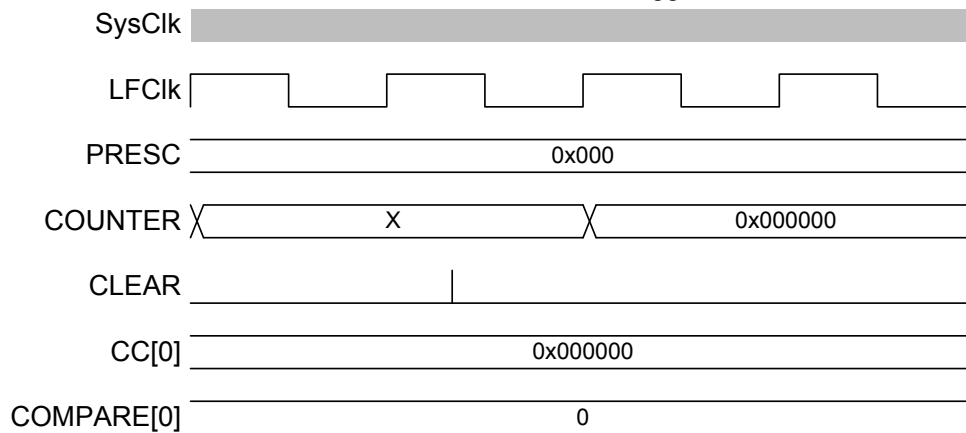 SysClk
LFClk
PRESC 0x000
COUNTER X 0x000000
CLEAR
CC[0] 0x000000
COMPARE[0] 0